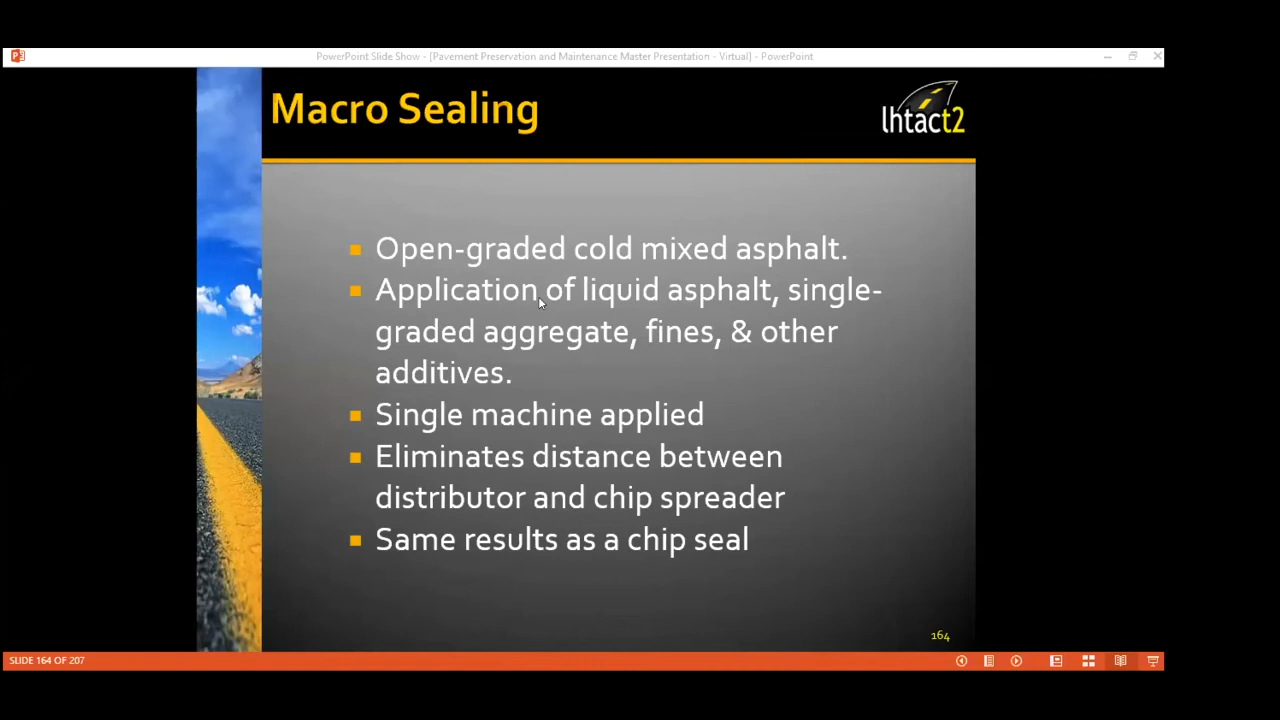 PowerPoint Slide Show - [Pavement Preservation and Maintenance Master Presentation - Virtual] - PowerPoint
Macro Sealing
lhtact2
Open-graded cold mixed asphalt.
Application of liquid asphalt, single-
graded aggregate, fines, & other
additives.
Single machine applied
Eliminates distance between
distributor and chip spreader
Same results as a chip seal
164
SLIDE 164 OF 207